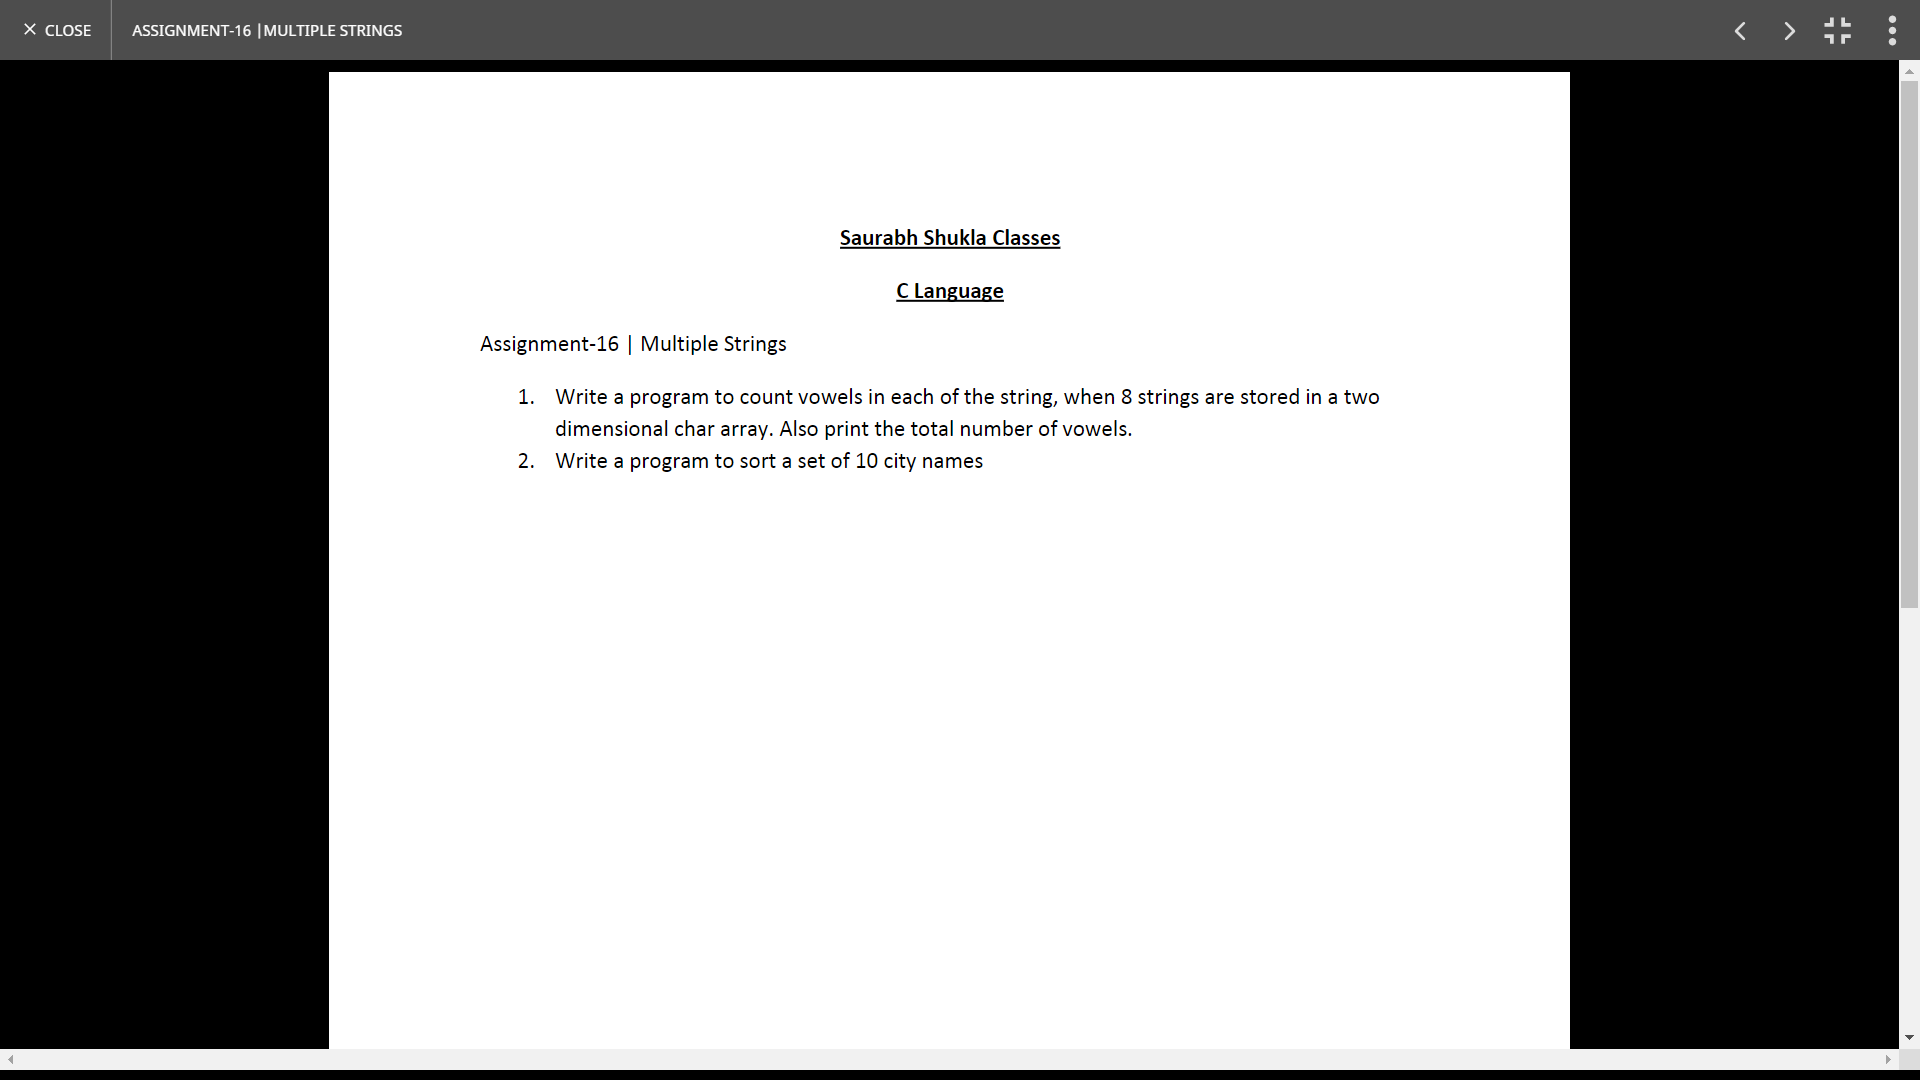 CLOSE
ASSIGNMENT-16 |MULTIPLE STRINGS
Saurabh Shukla Classes
C Language
Assignment-16 | Multiple Strings
1. Write a program to count vowels in each of the string, when 8 strings are stored in a two
dimensional char array. Also print the total number of vowels.
2. Write a program to sort a set of 10 city names